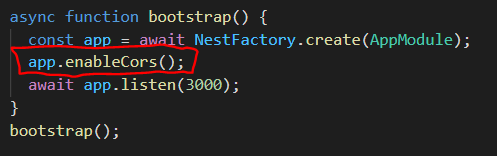 async function bootstrap() {
  const app = await NestFactory.create(AppModule);
  app.enableCors();
  await app.listen(3000);
}
bootstrap();